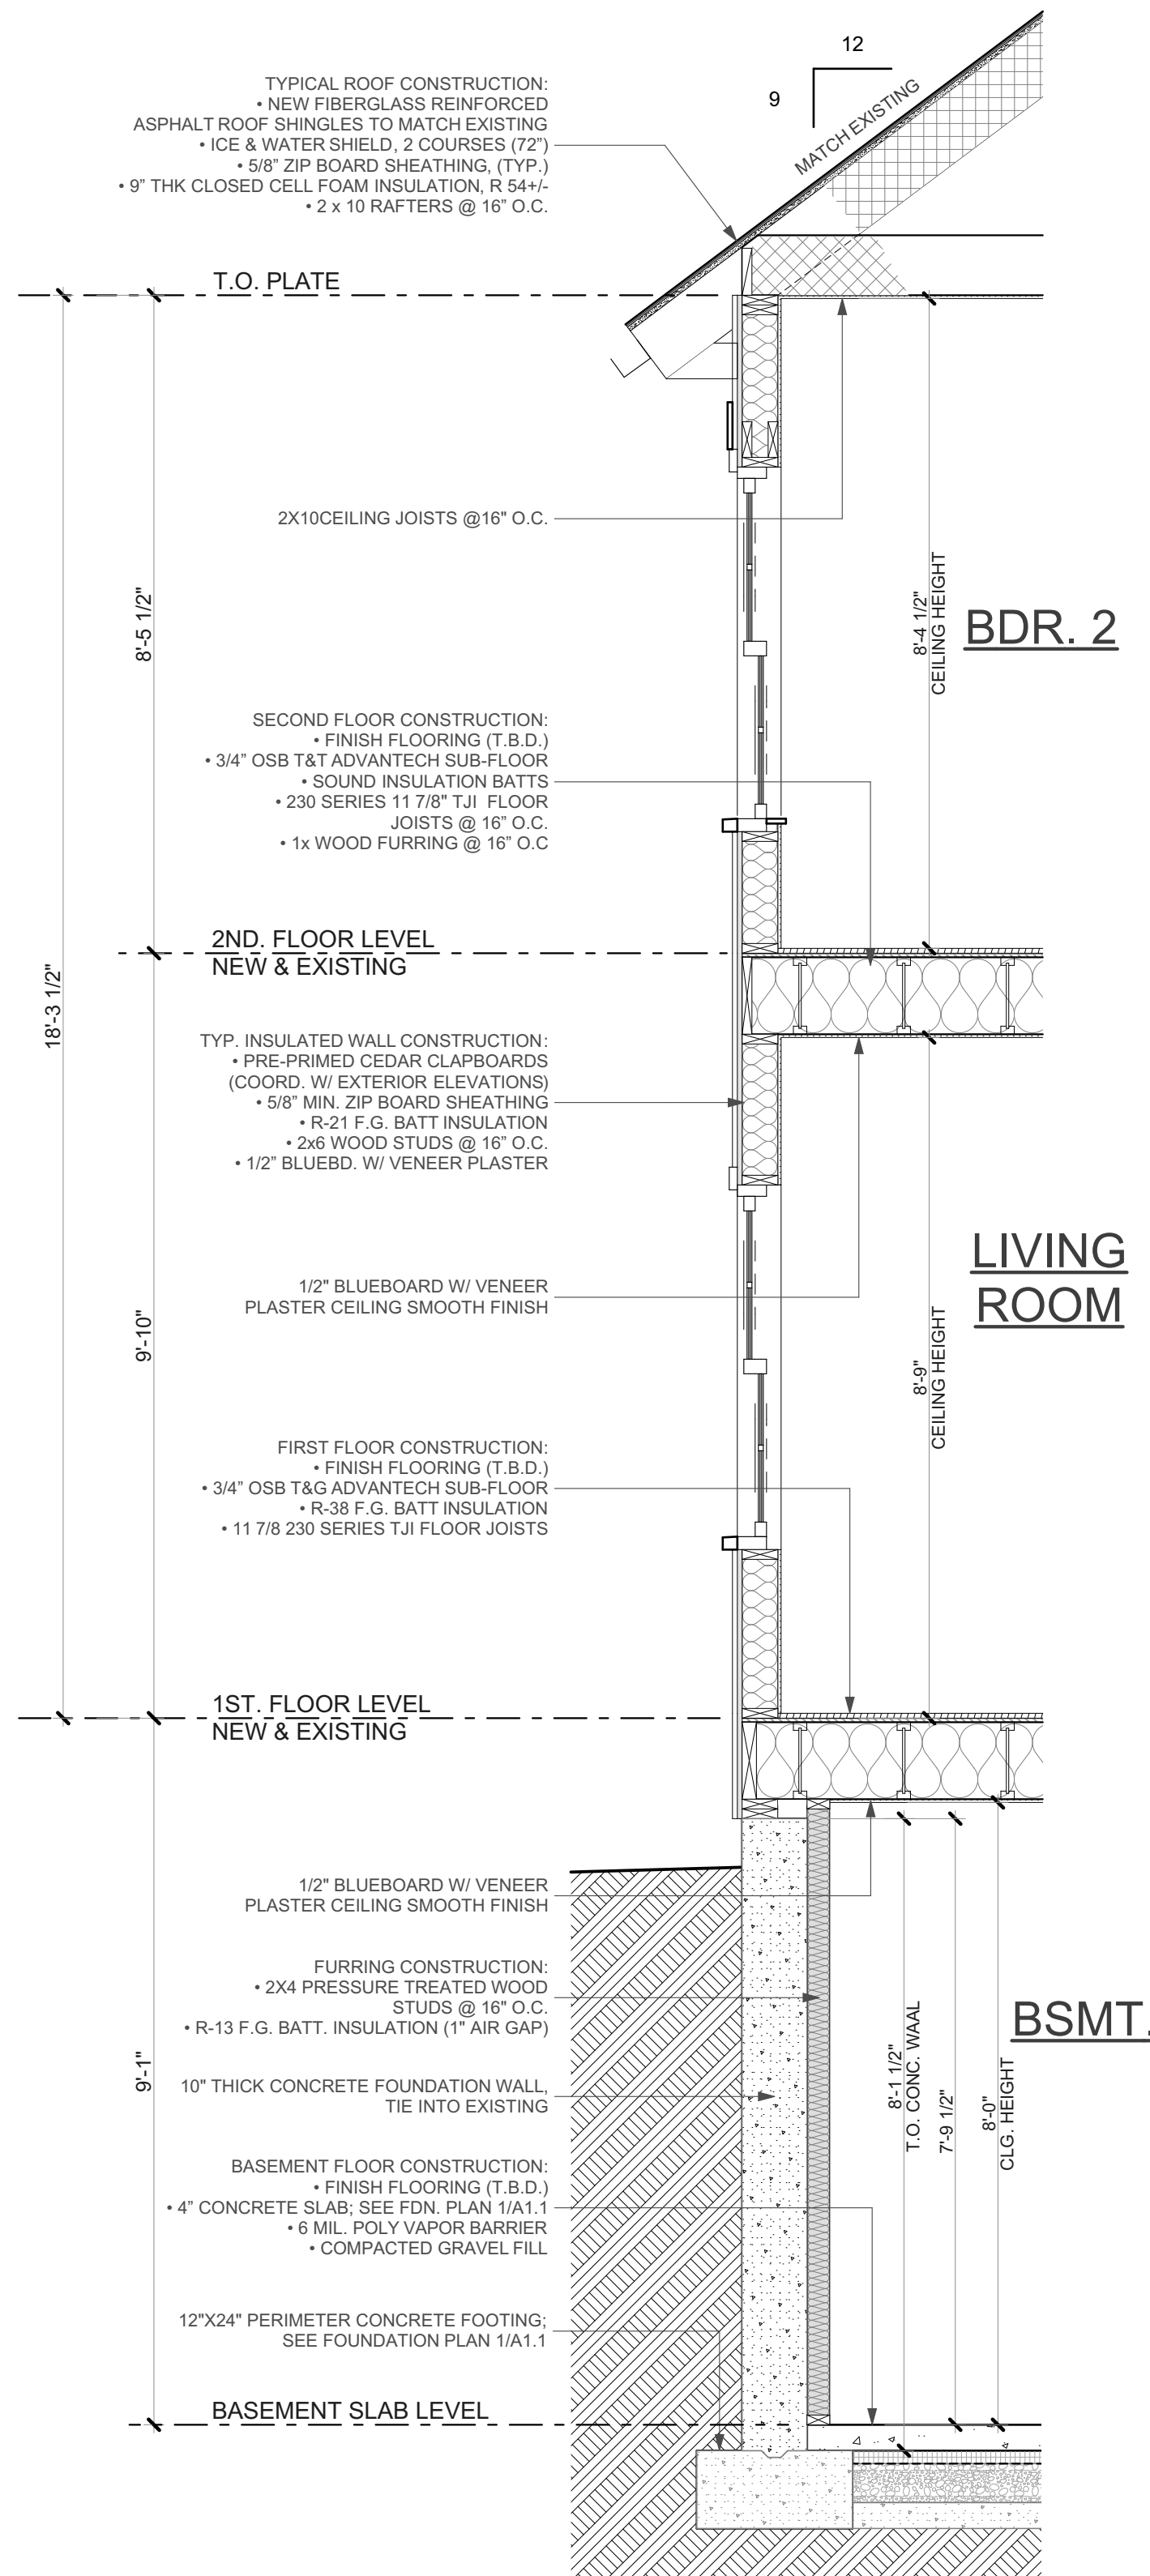 12
9
MATCH EXISTING
TYPICAL ROOF CONSTRUCTION:
• NEW FIBERGLASS REINFORCED
ASPHALT ROOF SHINGLES TO MATCH EXISTING
• ICE & WATER SHIELD, 2 COURSES (72”)
• 5/8” ZIP BOARD SHEATHING, (TYP.)
• 9” THK CLOSED CELL FOAM INSULATION, R 54+/-
• 2 x 10 RAFTERS @ 16” O.C.
T.O. PLATE
2X10CEILING JOISTS @16" O.C.
8'-5 1/2"
8'-4 1/2"
CEILING HEIGHT
BDR. 2
SECOND FLOOR CONSTRUCTION:
• FINISH FLOORING (T.B.D.)
• 3/4” OSB T&T ADVANTECH SUB-FLOOR
• SOUND INSULATION BATTS
• 230 SERIES 11 7/8" TJI FLOOR
JOISTS @ 16” O.C.
• 1x WOOD FURRING @ 16” O.C
2ND. FLOOR LEVEL
NEW & EXISTING
18'-3 1/2"
TYP. INSULATED WALL CONSTRUCTION:
• PRE-PRIMED CEDAR CLAPBOARDS
(COORD. W/ EXTERIOR ELEVATIONS)
• 5/8” MIN. ZIP BOARD SHEATHING
• R-21 F.G. BATT INSULATION
• 2x6 WOOD STUDS @ 16” O.C.
• 1/2” BLUEBD. W/ VENEER PLASTER
LIVING
ROOM
1/2" BLUEBOARD W/ VENEER
PLASTER CEILING SMOOTH FINISH
9'-10"
8'-9"
CEILING HEIGHT
FIRST FLOOR CONSTRUCTION:
• FINISH FLOORING (T.B.D.)
• 3/4” OSB T&G ADVANTECH SUB-FLOOR
• R-38 F.G. BATT INSULATION
• 11 7/8 230 SERIES TJI FLOOR JOISTS
1ST. FLOOR LEVEL
NEW & EXISTING
1/2" BLUEBOARD W/ VENEER
PLASTER CEILING SMOOTH FINISH
FURRING CONSTRUCTION:
• 2X4 PRESSURE TREATED WOOD
STUDS @ 16" O.C.
• R-13 F.G. BATT. INSULATION (1" AIR GAP)
BSMT.
9'-1"
8'-1 1/2"
T.O. CONC. WAAL
7'-9 1/2"
8'-0"
CLG. HEIGHT
10" THICK CONCRETE FOUNDATION WALL,
TIE INTO EXISTING
BASEMENT FLOOR CONSTRUCTION:
• FINISH FLOORING (T.B.D.)
• 4” CONCRETE SLAB; SEE FDN. PLAN 1/A1.1
• 6 MIL. POLY VAPOR BARRIER
• COMPACTED GRAVEL FILL
12"X24" PERIMETER CONCRETE FOOTING;
SEE FOUNDATION PLAN 1/A1.1
BASEMENT SLAB LEVEL